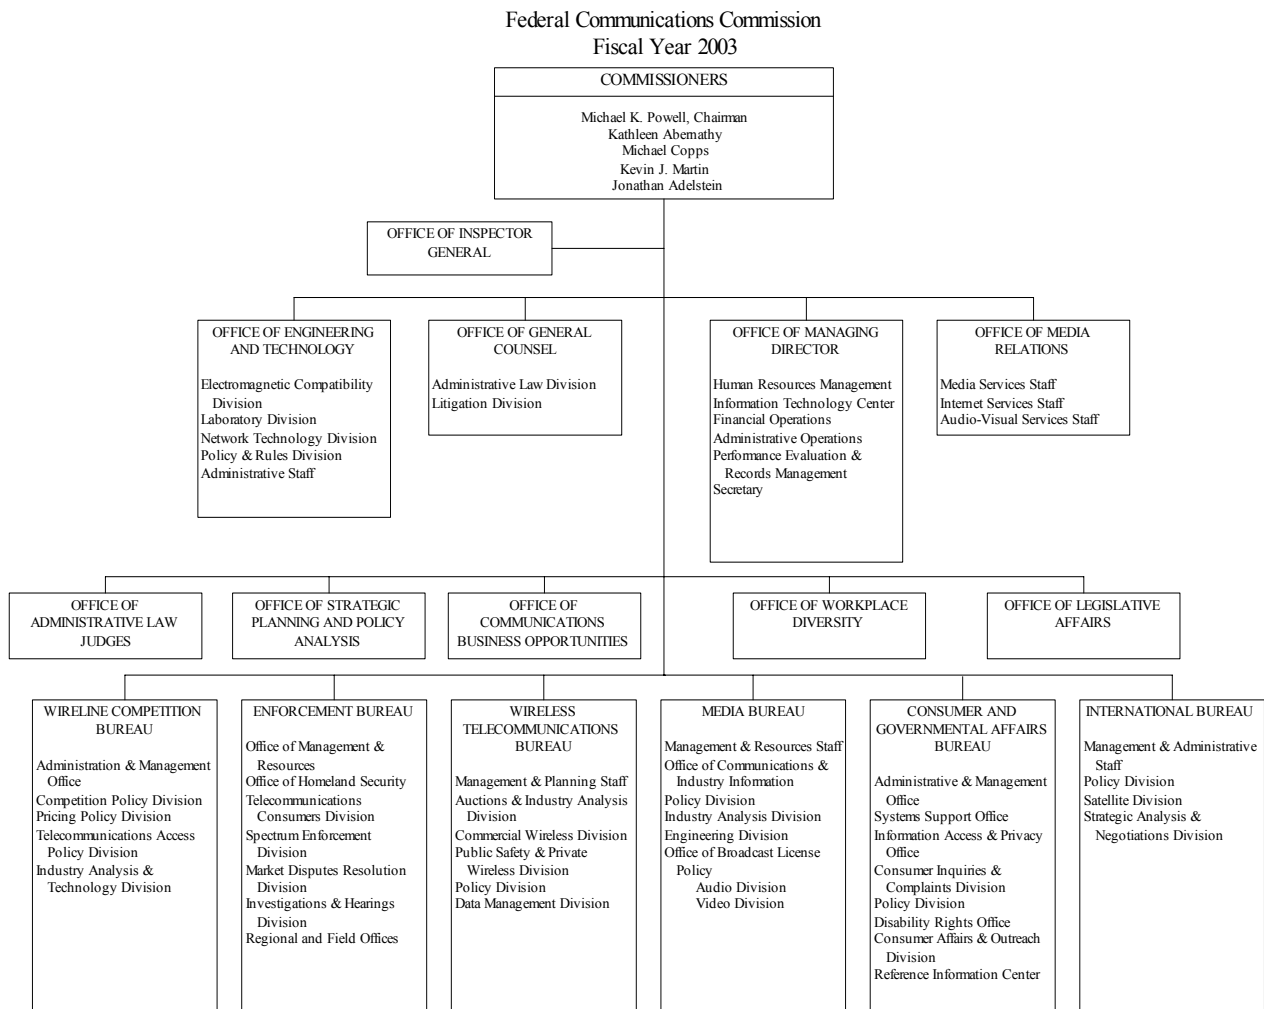 Federal Communications Commission
Fiscal Year 2003
COMMISSIONERS
Michael K. Powell, Chairman
Kathleen Abernathy
Michael Copps
Kevin J. Martin
Jonathan Adelstein
OFFICE OF INSPECTOR
GENERAL
OFFICE OF ENGINEERING
AND TECHNOLOGY
Electromagnetic Compatibility
Division
Laboratory Division
Network Technology Division
Policy & Rules Division
Administrative Staff
OFFICE OF GENERAL
COUNSEL
Administrative Law Division
Litigation Division
OFFICE OF MANAGING
DIRECTOR
Human Resources Management
Information Technology Center
Financial Operations
Administrative Operations
Performance Evaluation &
Records Management
Secretary
OFFICE OF MEDIA
RELATIONS
Media Services Staff
Internet Services Staff
Audio-Visual Services Staff
OFFICE OF
ADMINISTRATIVE LAW
JUDGES
OFFICE OF STRATEGIC
PLANNING AND POLICY
ANALYSIS
OFFICE OF
COMMUNICATIONS
BUSINESS OPPORTUNITIES
OFFICE OF WORKPLACE
DIVERSITY
OFFICE OF LEGISLATIVE
AFFAIRS
WIRELINE COMPETITION
BUREAU
Administration & Management
Office
Competition Policy Division
Pricing Policy Division
Telecommunications Access
Policy Division
Industry Analysis &
Technology Division
ENFORCEMENT BUREAU
Office of Management &
Resources
Office of Homeland Security
Telecommunications
Consumers Division
Spectrum Enforcement
Division
Market Disputes Resolution
Division
Investigations & Hearings
Division
Regional and Field Offices
WIRELESS
TELECOMMUNICATIONS
BUREAU
Management & Planning Staff
Auctions & Industry Analysis
Division
Commercial Wireless Division
Public Safety & Private
Wireless Division
Policy Division
Data Management Division
MEDIA BUREAU
Management & Resources Staff
Office of Communications &
Industry Information
Policy Division
Industry Analysis Division
Engineering Division
Office of Broadcast License
Policy
Audio Division
Video Division
CONSUMER AND
GOVERNMENTAL AFFAIRS
BUREAU
Administrative & Management
Office
Systems Support Office
Information Access & Privacy
Office
Consumer Inquiries &
Complaints Division
Policy Division
Disability Rights Office
Consumer Affairs & Outreach
Division
Reference Information Center
INTERNATIONAL BUREAU
Management & Administrative
Staff
Policy Division
Satellite Division
Strategic Analysis &
Negotiations Division